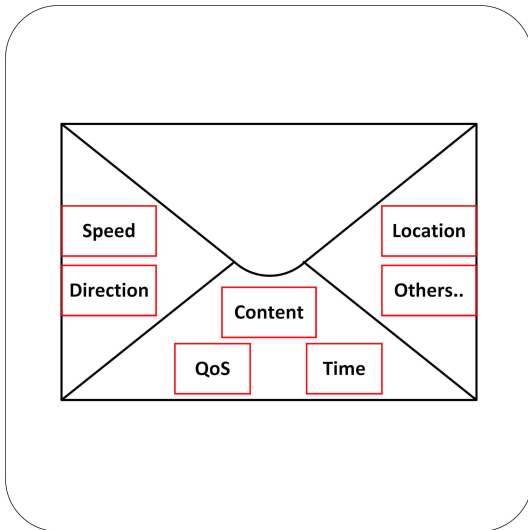 Speed
Location
Direction
Others..
Content
QoS
Time